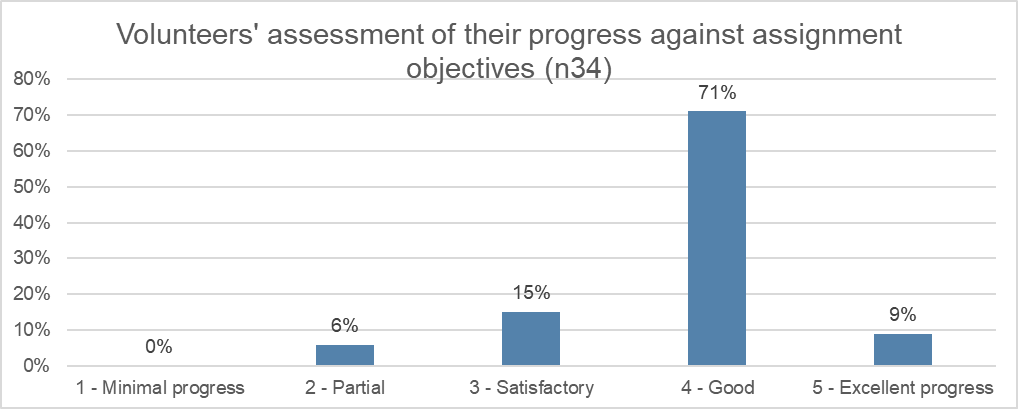 Volunteers' assessment of their progress against assignment
objectives (n34)
80%
70%
60%
50%
40%
30%
20%
10%
0%
0%
6%
15%
71%
9%
1 - Minimal progress
2 - Partial
3 - Satisfactory
4 - Good
5 - Excellent progress